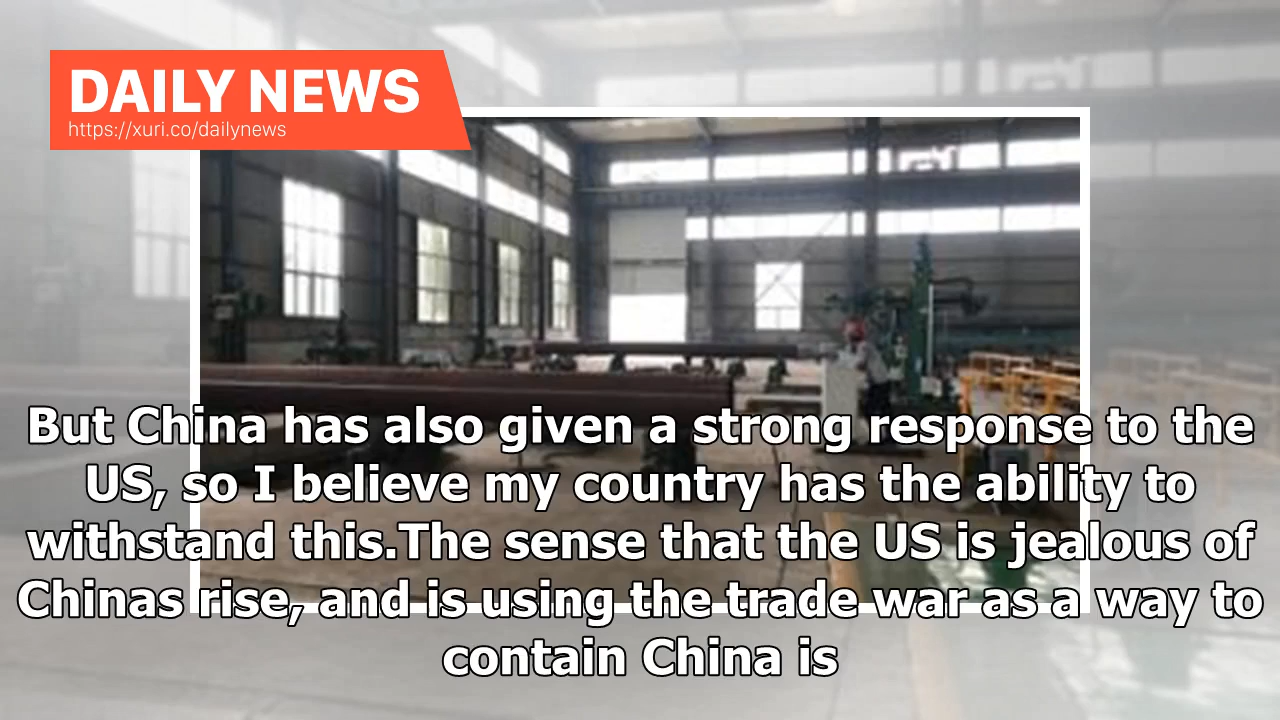 DAILY NEWS
https://xuri.co/dailynews
But China has also given a strong response to the
US, so I believe my country has the ability to
withstand this.The sense that the US is jealous of
Chinas rise, and is using the trade war as a way to
contain China is